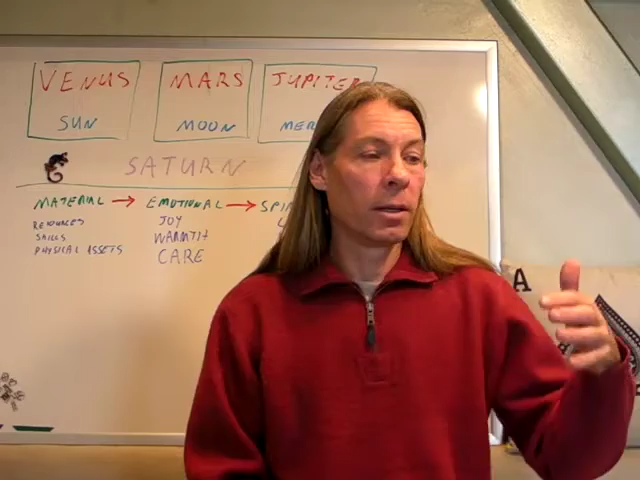 VENUS MARS JUPITER
SUN MOON
SATURN
MATERIAL → EMOTIONAL →
RESOURCES JOY
SKILLS WARMTH
PHYSICAL ASSETS CARE
A